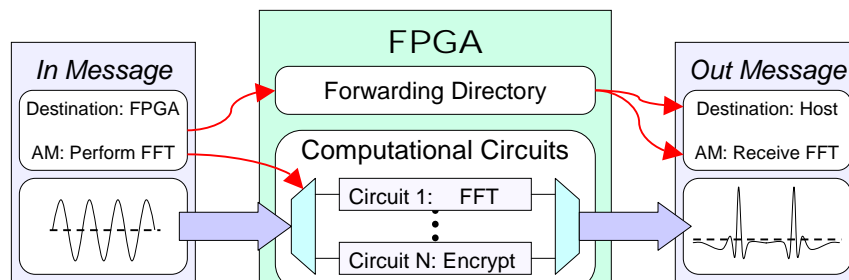 In Message
Destination: FPGA
AM: Perform FFT
FPGA
Forwarding Directory
Computational Circuits
Circuit 1: FFT
Circuit N: Encrypt
Out Message
Destination: Host
AM: Receive FFT